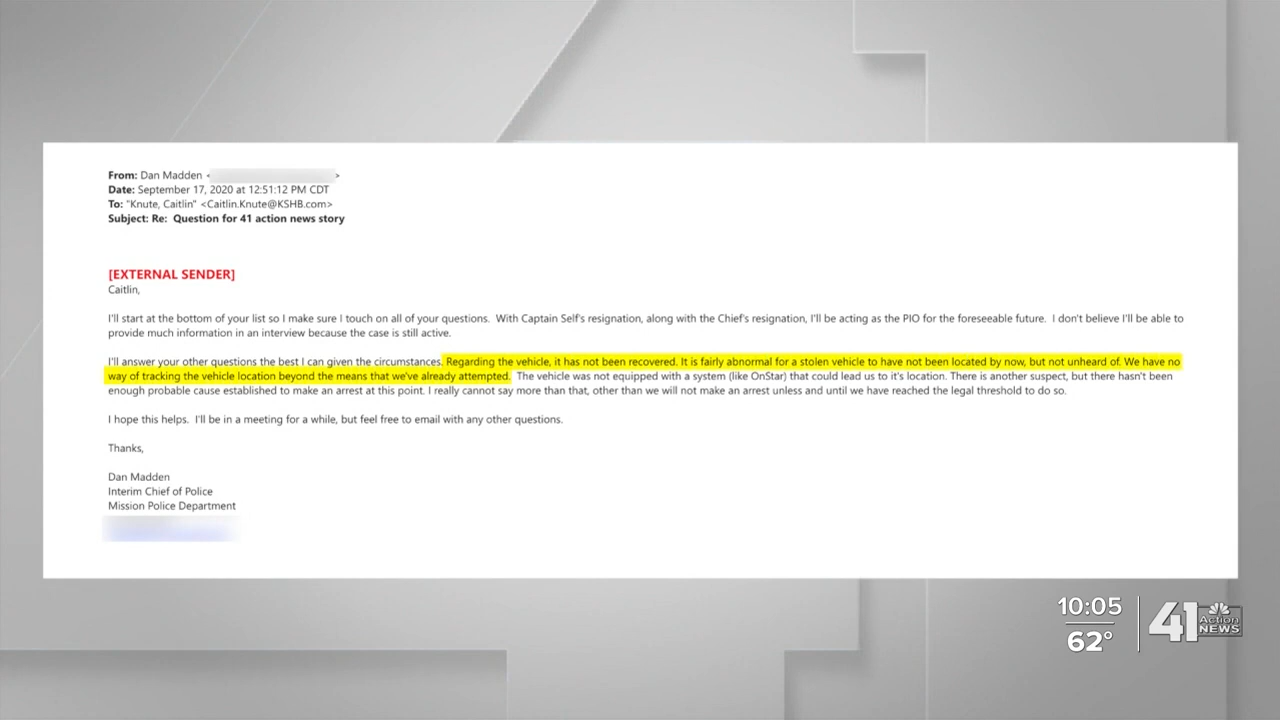 From: Dan Madden < >
Date: September 17, 2020 at 12:51:12 PM CDT
To: "Knute, Caitlin" <Caitlin.Knute@KSHB.com>
Subject: Re: Question for 41 action news story
[EXTERNAL SENDER]
Caitlin,
I'll start at the bottom of your list so I make sure I touch on all of your questions. With Captain Self's resignation, along with the Chief's resignation, I'll be acting as the PIO for the foreseeable future. I don't believe I'll be able to
provide much information in an interview because the case is still active.
I'll answer your other questions the best I can given the circumstances. Regarding the vehicle, it has not been recovered. It is fairly abnormal for a stolen vehicle to have not been located by now, but not unheard of. We have no
way of tracking the vehicle location beyond the means that we've already attempted. The vehicle was not equipped with a system (like OnStar) that could lead us to it's location. There is another suspect, but there hasn't been
enough probable cause established to make an arrest at this point. I really cannot say more than that, other than we will not make an arrest unless and until we have reached the legal threshold to do so.
I hope this helps. I'll be in a meeting for a while, but feel free to email with any other questions.
Thanks,
Dan Madden
Interim Chief of Police
Mission Police Department
10:05
62°
41 Action NEWS